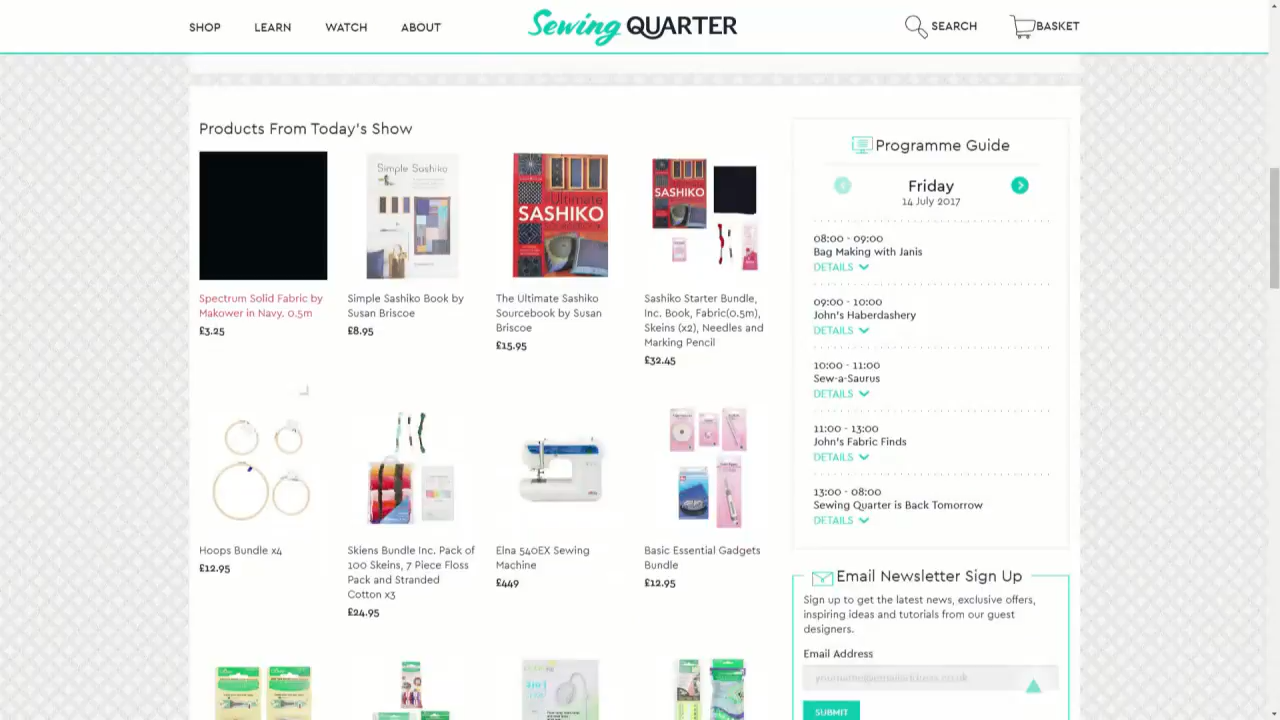 SHOP
LEARN
WATCH
ABOUT
Sewing QUARTER
SEARCH
BASKET
Products From Today's Show
Simple Sashiko
Ultimate
SASHIKO
SASHIKO
Spectrum Solid Fabric by
Makower in Navy. 0.5m
£3.25
Simple Sashiko Book by
Susan Briscoe
£8.95
The Ultimate Sashiko
Sourcebook by Susan
Briscoe
£15.95
Sashiko Starter Bundle,
Inc. Book, Fabric(0.5m),
Skeins (x2), Needles and
Marking Pencil
£32.45
Hoops Bundle x4
£12.95
Skiens Bundle Inc. Pack of
100 Skeins, 7 Piece Floss
Pack and Stranded
Cotton x3
£24.95
Elna 540EX Sewing
Machine
£449
Basic Essential Gadgets
Bundle
£12.95
Programme Guide
Friday
14 July 2017
08:00 - 09:00
Bag Making with Janis
DETAILS
09:00 - 10:00
John's Haberdashery
DETAILS
10:00 - 11:00
Sew-a-Saurus
DETAILS
11:00 - 13:00
John's Fabric Finds
DETAILS
13:00 - 08:00
Sewing Quarter is Back Tomorrow
DETAILS
Email Newsletter Sign Up
Sign up to get the latest news, exclusive offers,
inspiring ideas and tutorials from our guest
designers.
Email Address
SUBMIT